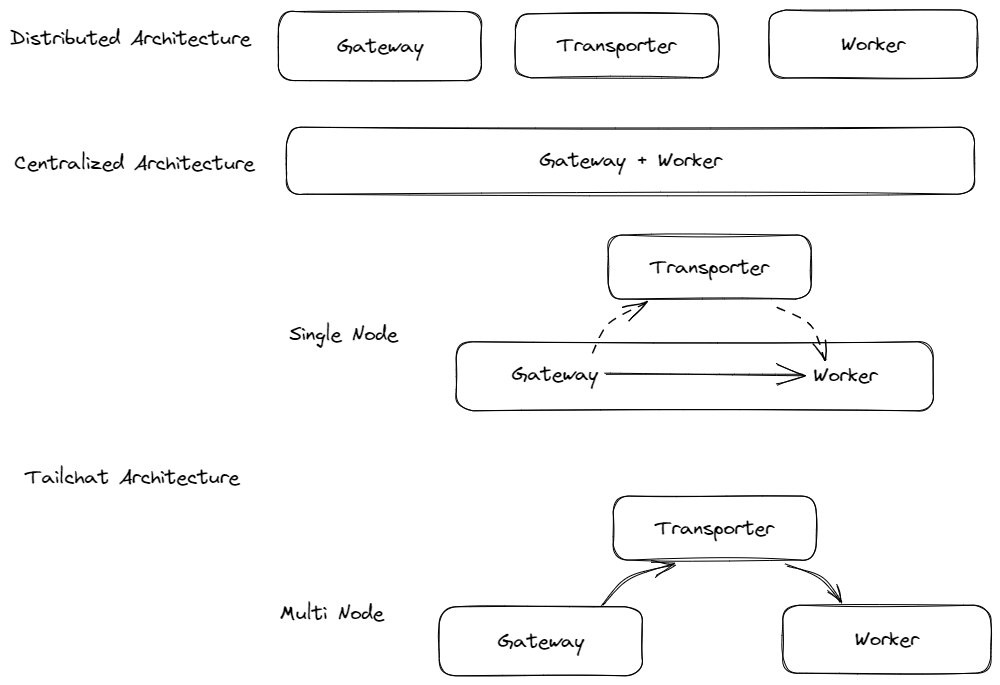 Distributed Architecture
Gateway
Transporter
Worker
Centralized Architecture
Gateway + Worker
Transporter
Single Node
Gateway
Worker
Tailchat Architecture
Transporter
Multi Node
Gateway
Worker